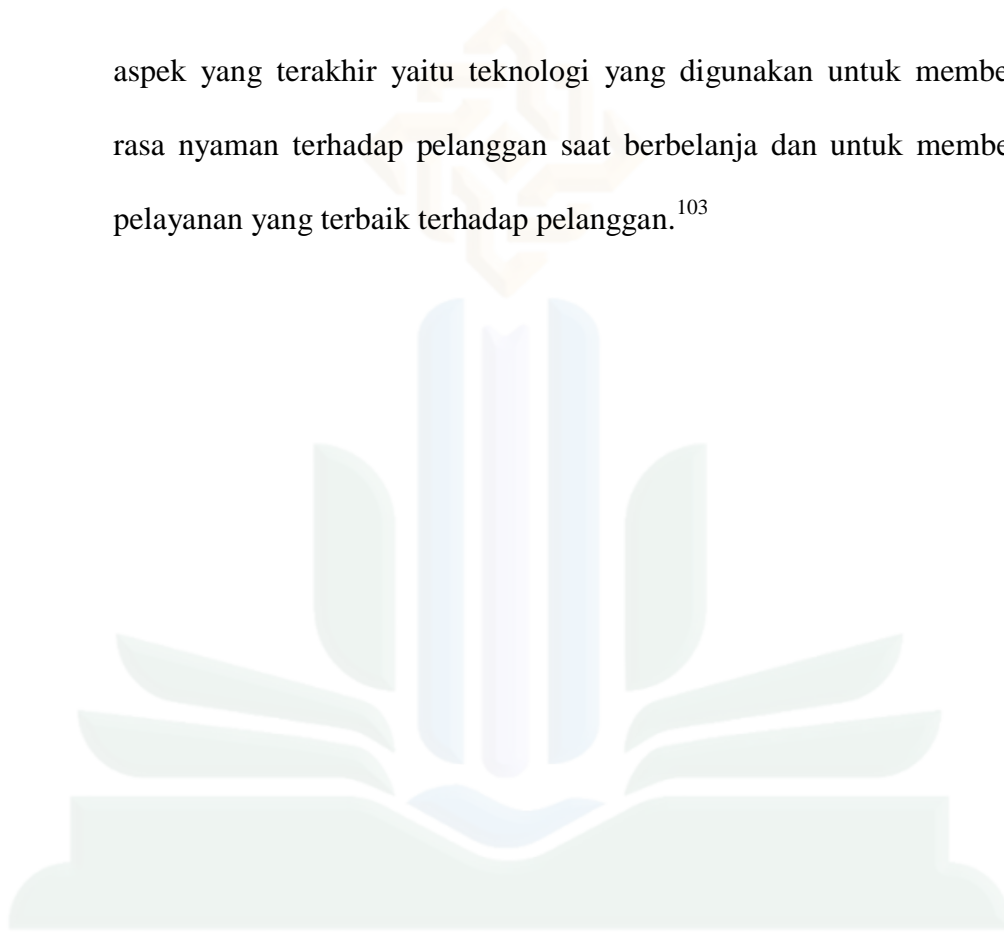 aspek yang terakhir yaitu teknologi yang digunakan untuk membe
rasa nyaman terhadap pelanggan saat berbelanja dan untuk membe
pelayanan yang terbaik terhadap pelanggan.103